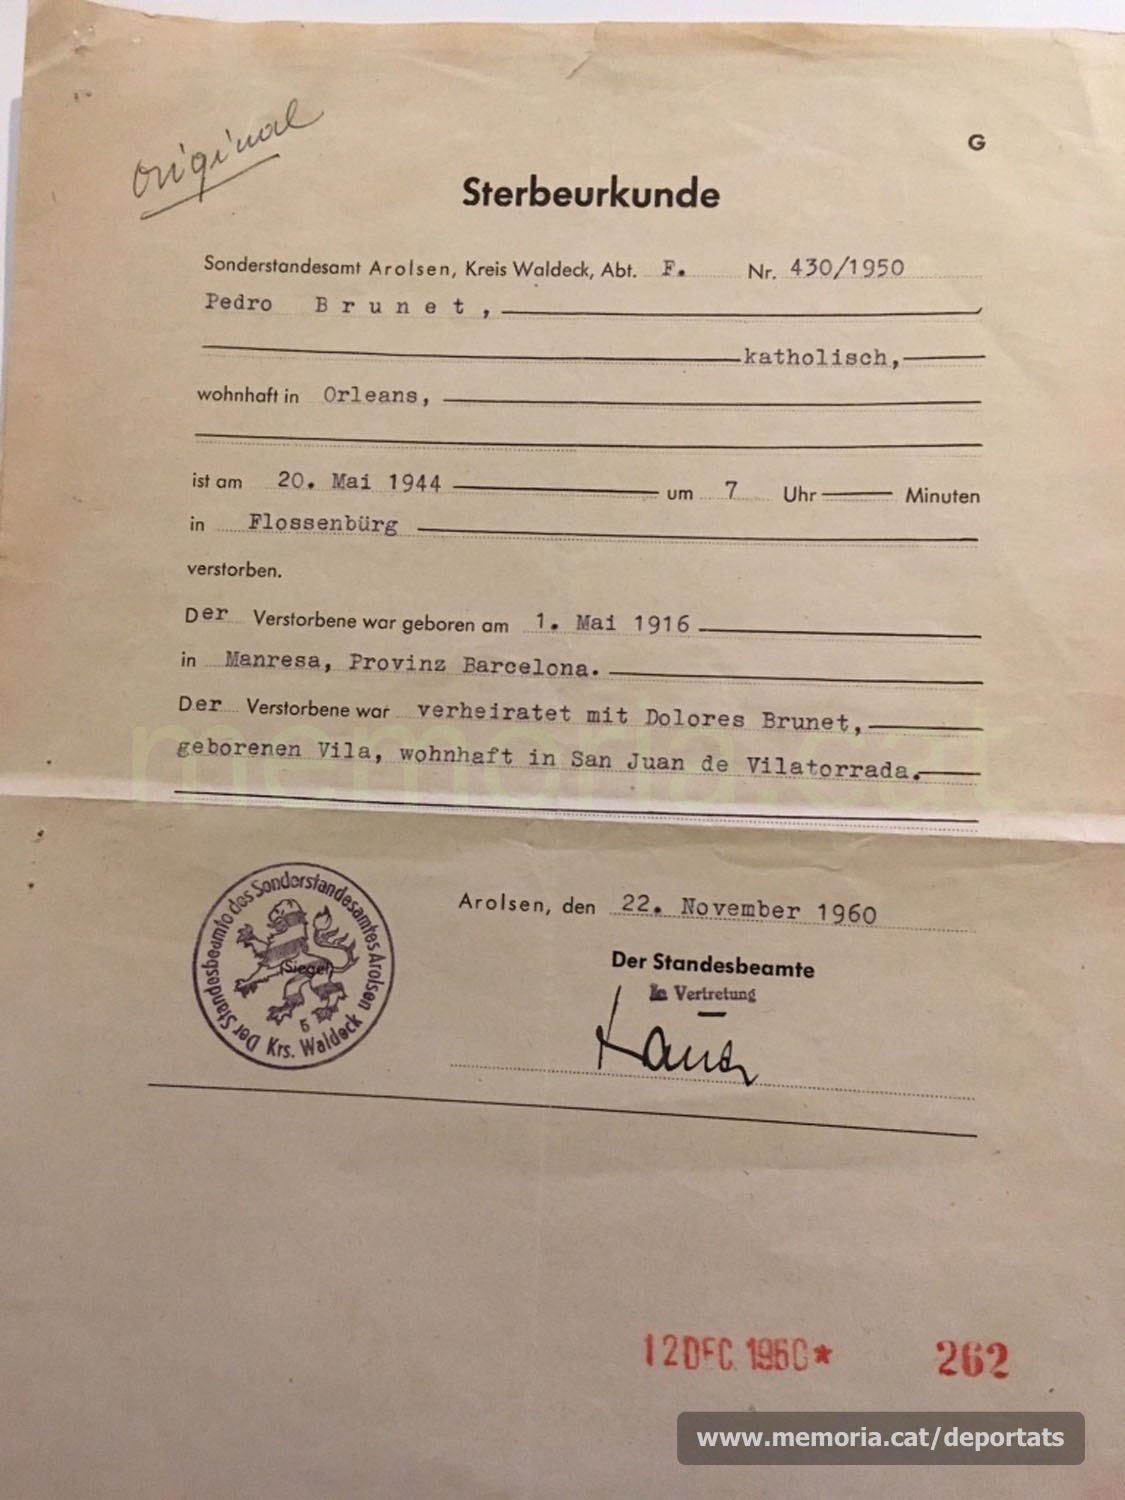 original
G
Sterbeurkunde
Sonderstandesamt Arolsen, Kreis Waldeck, Abt. F. Nr. 430/1950
Pedro Brunet,
katholisch,
wohnhaft in Orleans,
ist am 20. Mai 1944 um 7 Uhr Minuten
in Flossenbürg
verstorben.
Der Verstorbene war geboren am 1. Mai 1916
in Manresa, Provinz Barcelona.
Der Verstorbene war verheiratet mit Dolores Brunet,
geborenen Vila, wohnhaft in San Juan de Vilatorrada.
memoria.cat
Der Standesbeamte des Sonderstandesamtes Arolsen
(Siegel)
5
Krs. Waldeck
Arolsen, den 22. November 1960
Der Standesbeamte
In Vertretung
12 DEC. 1960 * 262
www.memoria.cat/deportats